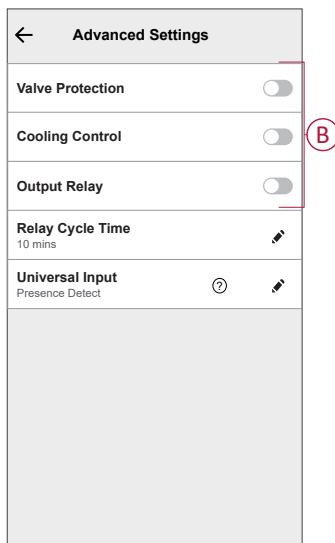 Advanced Settings
Valve Protection
Cooling Control
B
Output Relay
Relay Cycle Time
10 mins
Universal Input
Presence Detect
?